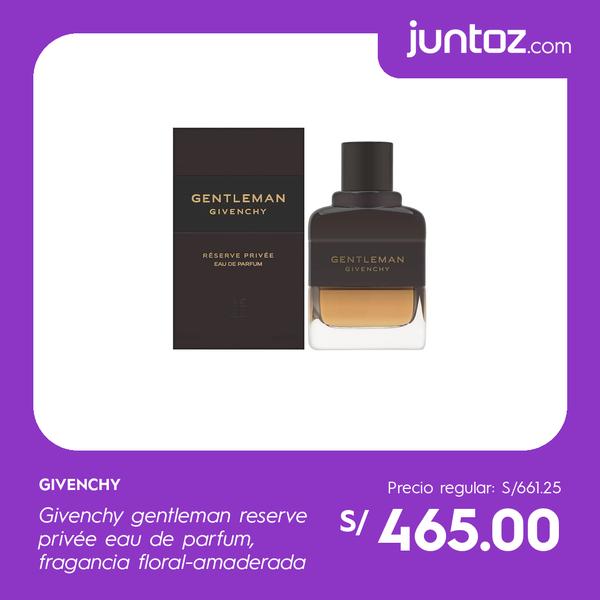 juntoz.com
GENTLEMAN
GIVENCHY
RÉSERVE PRIVÉE
EAU DE PARFUM
GENTLEMAN
GIVENCHY
GIVENCHY
Givenchy gentleman reserve
privée eau de parfum,
fragancia floral-amaderada
Precio regular: S/661.25
S/ 465.00